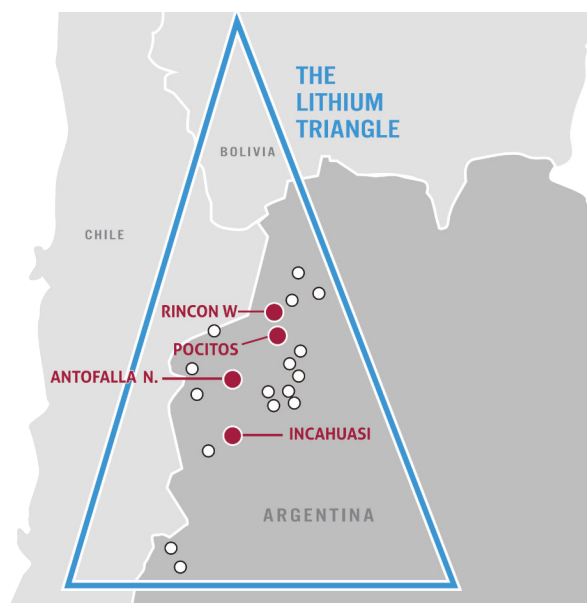 THE
LITHIUM
TRIANGLE
BOLIVIA
CHILE
RINCON W
POCITOS
ANTOFALLA N.
INCAHUASI
ARGENTINA